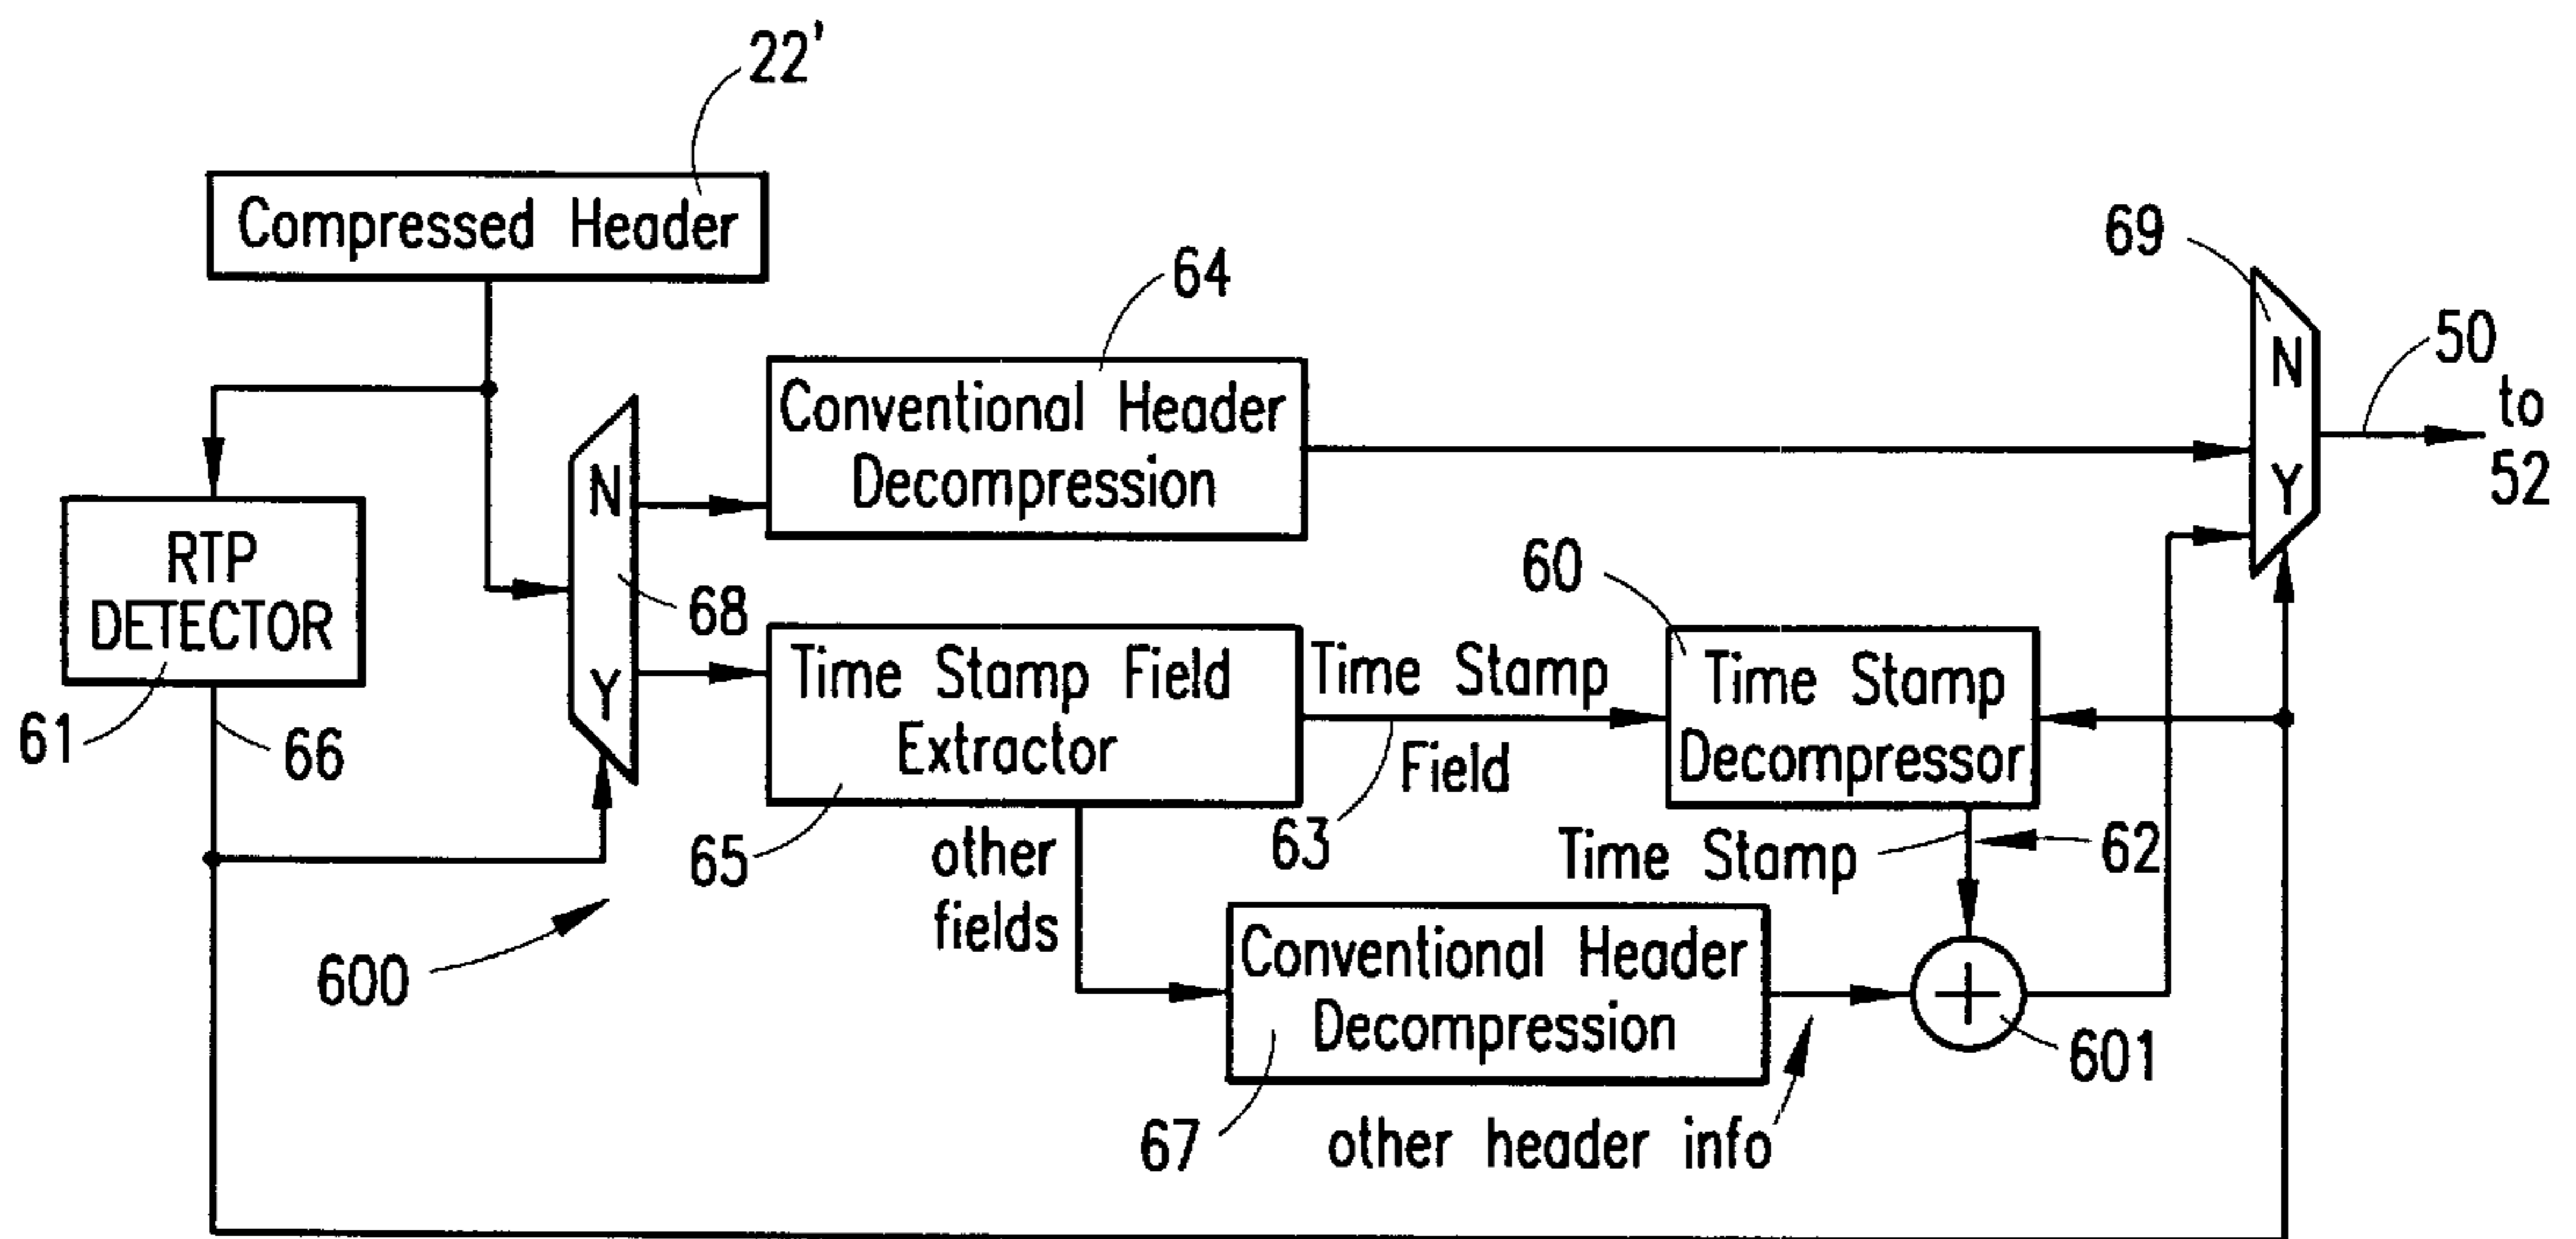 22'
Compressed Header
69
64
50
to
52
N
Y
Conventional Header
Decompression
RTP
DETECTOR
61
66
N
Y
68
60
Time Stamp Field
Extractor
65
Time Stamp
Field
63
Time Stamp
Decompressor
Time Stamp
62
other
fields
600
Conventional Header
Decompression
67
other header info
+
601